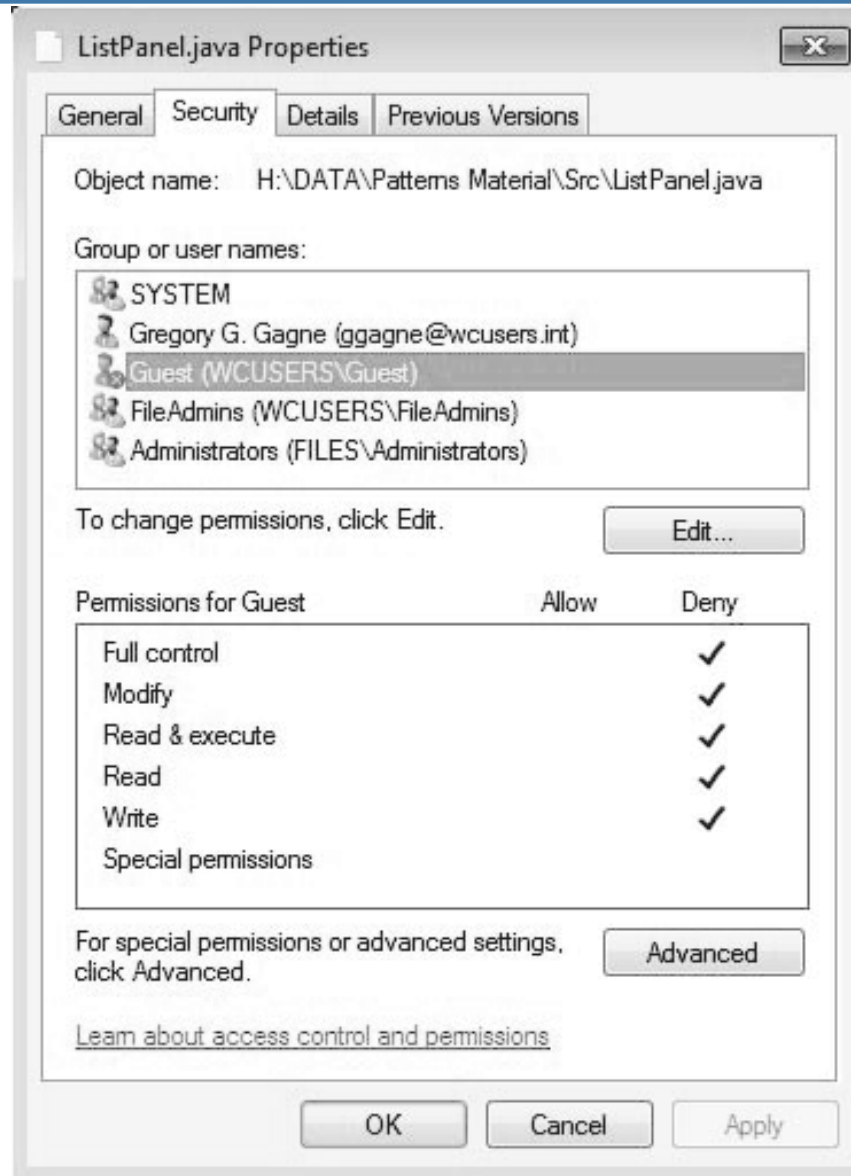 ListPanel.java Properties
General Security Details Previous Versions
Object name: H:\DATA\Patterns Material\Src\ListPanel.java
Group or user names:
SYSTEM
Gregory G. Gagne (ggagne@wcusers.int)
Guest (WCUSERS\Guest)
FileAdmins (WCUSERS\FileAdmins)
Administrators (FILES\Administrators)
To change permissions, click Edit.
Edit...
Permissions for Guest Allow Deny
Full control
Modify
Read & execute
Read
Write
Special permissions
For special permissions or advanced settings,
click Advanced.
Advanced
Learn about access control and permissions
OK Cancel Apply